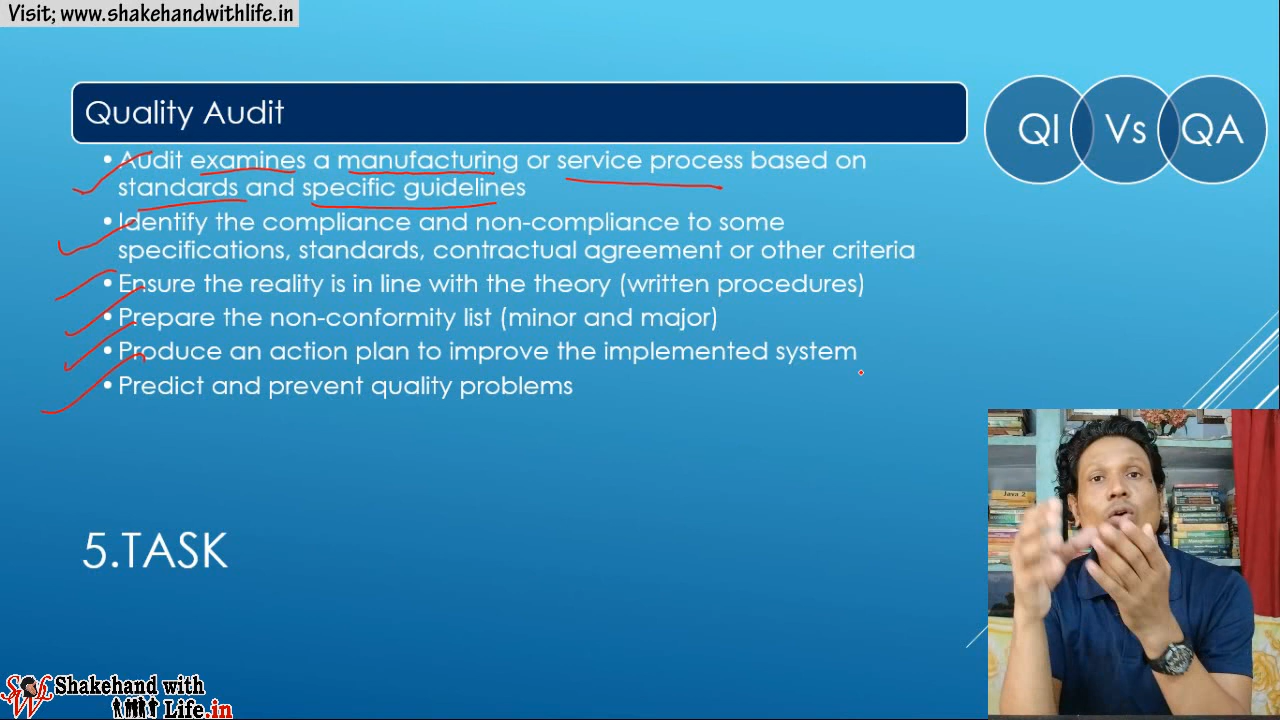 Visit; www.shakehandwithlife.in
Quality Audit
QI Vs QA
• Audit examines a manufacturing or service process based on
standards and specific guidelines
• Identify the compliance and non-compliance to some
specifications, standards, contractual agreement or other criteria
• Ensure the reality is in line with the theory (written procedures)
• Prepare the non-conformity list (minor and major)
• Produce an action plan to improve the implemented system
• Predict and prevent quality problems
Java 2
5.TASK
Shakehand with
Life.in